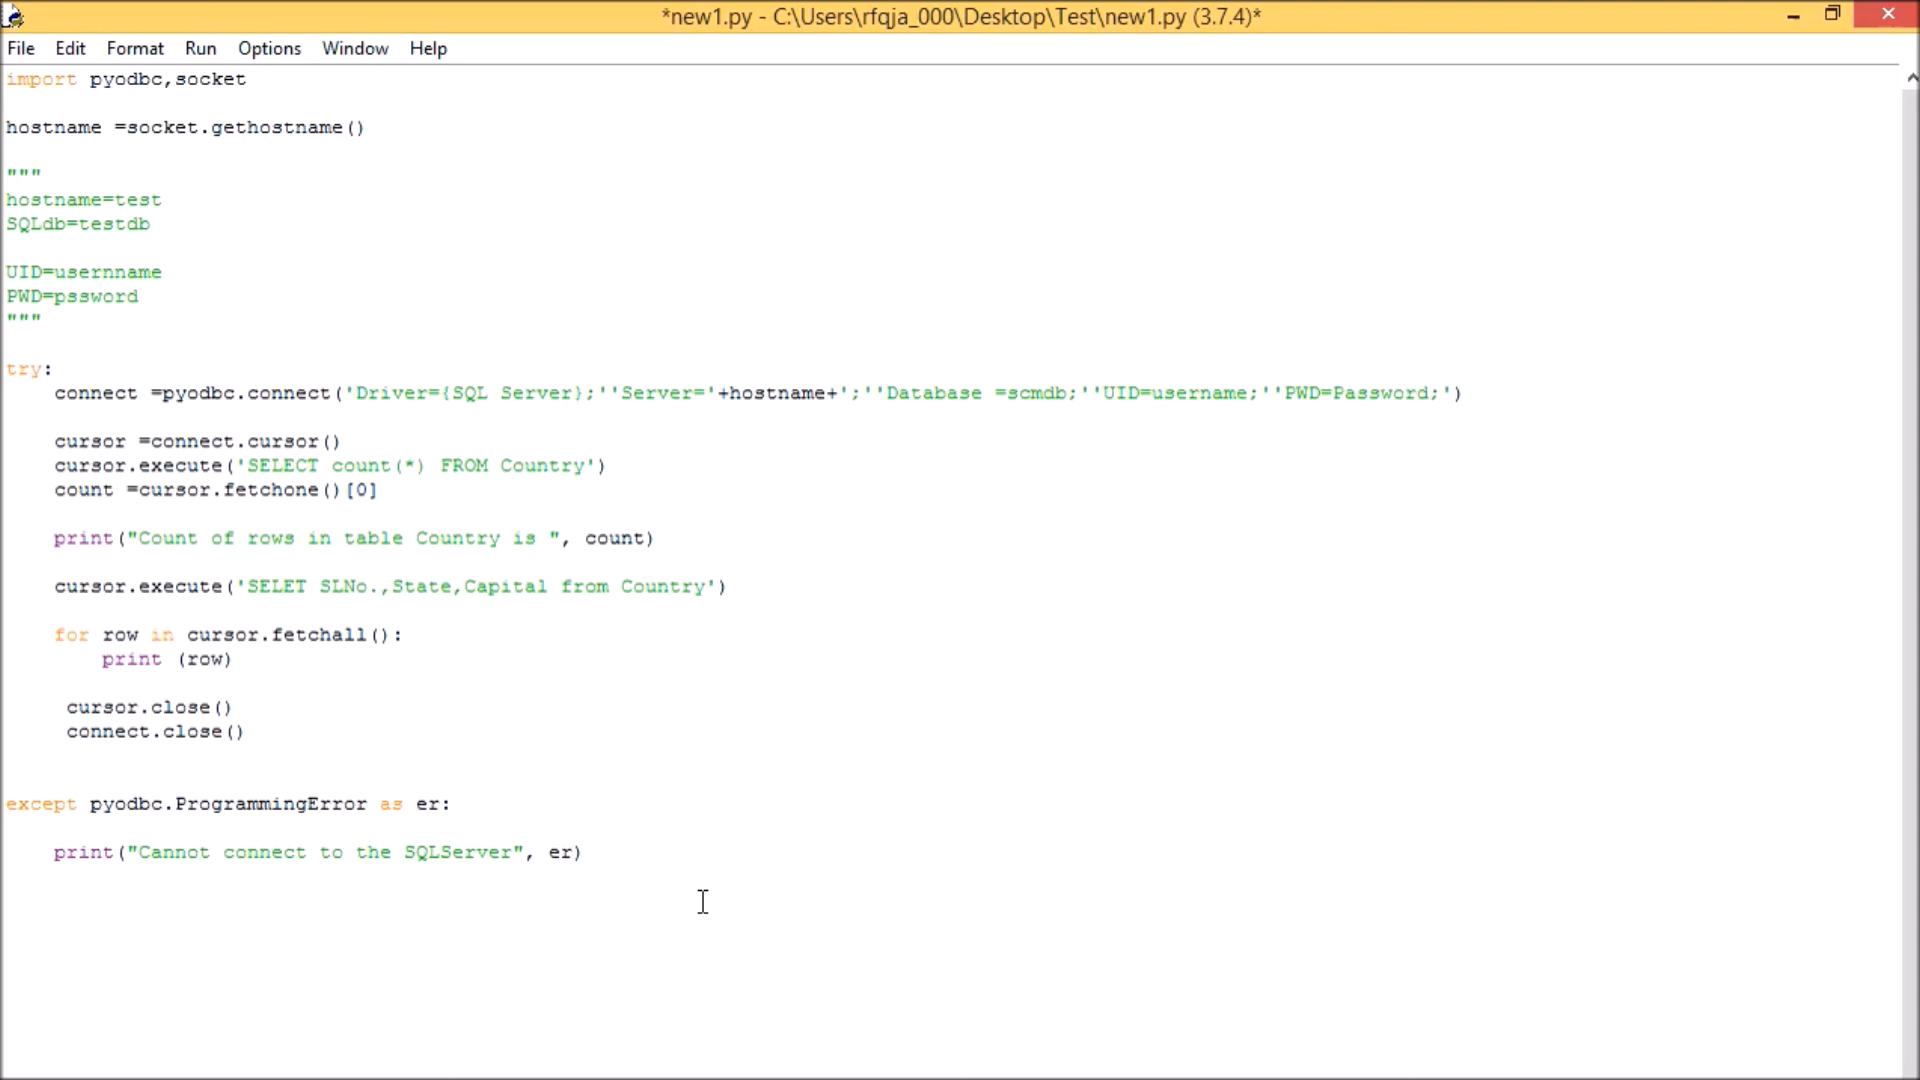 *new1.py - C:\Users\rfqja_000\Desktop\Test\new1.py (3.7.4)*
File Edit Format Run Options Window Help
import pyodbc,socket
hostname =socket.gethostname()
"""
hostname=test
SQLdb=testdb
UID=usernname
PWD=pssword
"""
try:
    connect =pyodbc.connect('Driver={SQL Server};''Server='+hostname+';''Database =scmdb;''UID=username;''PWD=Password;')
    cursor =connect.cursor()
    cursor.execute('SELECT count(*) FROM Country')
    count =cursor.fetchone()[0]
    print("Count of rows in table Country is ", count)
    cursor.execute('SELET SLNo.,State,Capital from Country')
    for row in cursor.fetchall():
        print (row)
     cursor.close()
     connect.close()
except pyodbc.ProgrammingError as er:
    print("Cannot connect to the SQLServer", er)